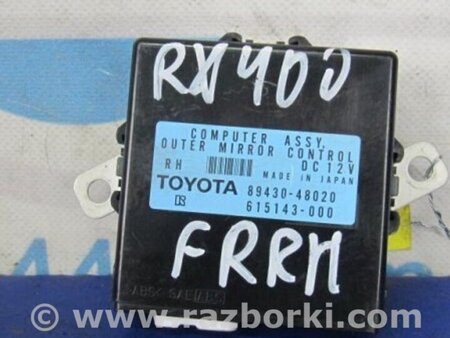 RX400
COMPUTER ASSY,
OUTER MIRROR CONTROL
RH DC 12V
MADE IN JAPAN
TOYOTA 89430-48020
R 615143-000
FRRH
© www.razborki.com